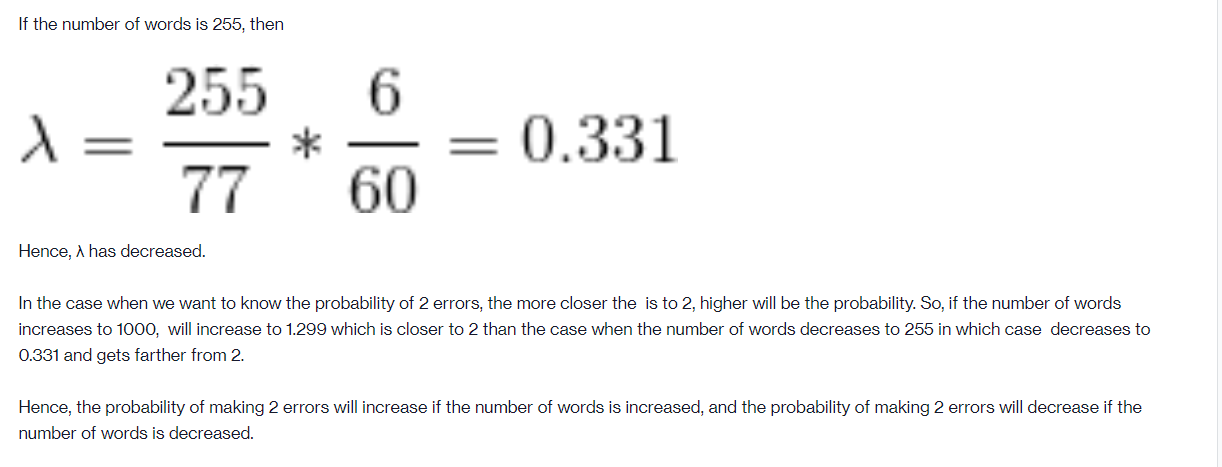 If the number of words is 255, then
λ = 255/77 * 6/60 = 0.331
Hence, λ has decreased.
In the case when we want to know the probability of 2 errors, the more closer the  is to 2, higher will be the probability. So, if the number of words
increases to 1000,  will increase to 1.299 which is closer to 2 than the case when the number of words decreases to 255 in which case  decreases to
0.331 and gets farther from 2.
Hence, the probability of making 2 errors will increase if the number of words is increased, and the probability of making 2 errors will decrease if the
number of words is decreased.